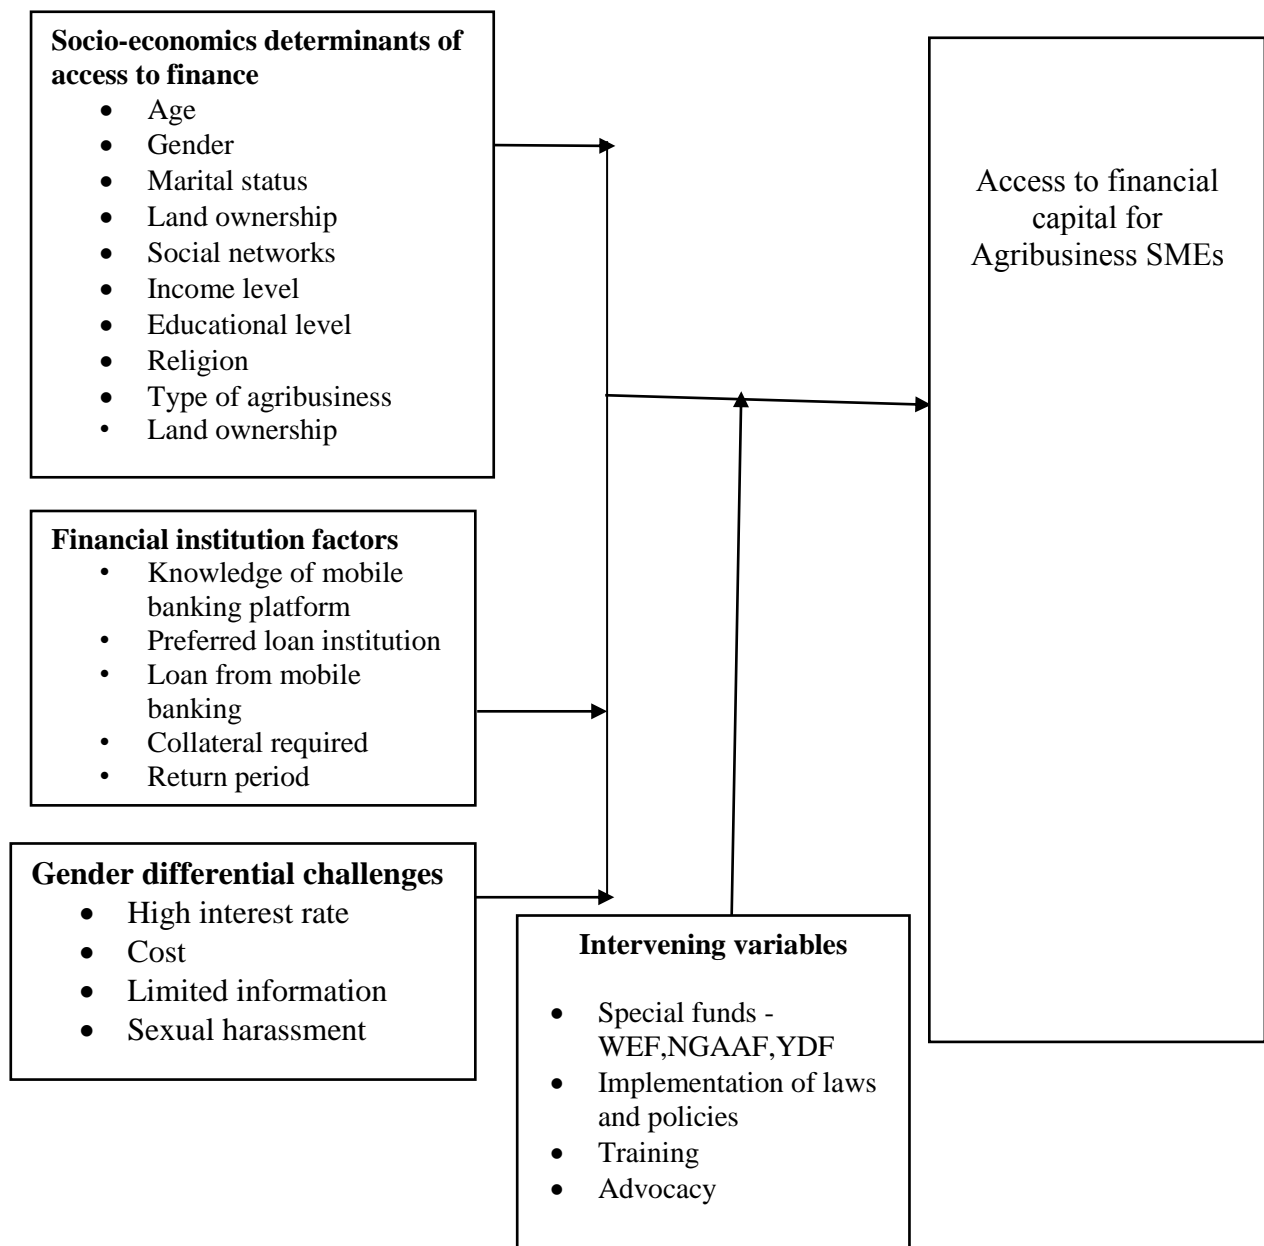 Socio-economics determinants of
access to finance
• Age
• Gender
• Marital status
• Land ownership
• Social networks
• Income level
• Educational level
• Religion
• Type of agribusiness
• Land ownership
Financial institution factors
• Knowledge of mobile
banking platform
• Preferred loan institution
• Loan from mobile
banking
• Collateral required
• Return period
Gender differential challenges
• High interest rate
• Cost
• Limited information
• Sexual harassment
Intervening variables
• Special funds -
WEF,NGAAF,YDF
• Implementation of laws
and policies
• Training
• Advocacy
Access to financial
capital for
Agribusiness SMEs